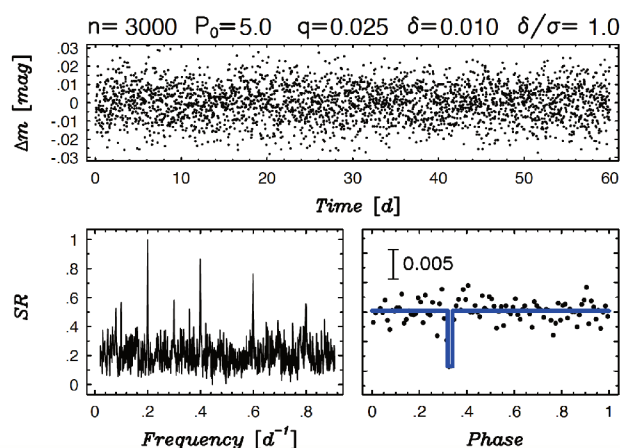 n= 3000 P₀=5.0 q=0.025 δ=0.010 δ/σ= 1.0
.03
.02
.01
0
-.01
-.02
-.03
Δm [mag]
0 10 20 30 40 50 60
Time [d]
1
.8
.6
.4
.2
0
SR
0 .2 .4 .6 .8
Frequency [d⁻¹]
0.005
0 .2 .4 .6 .8 1
Phase